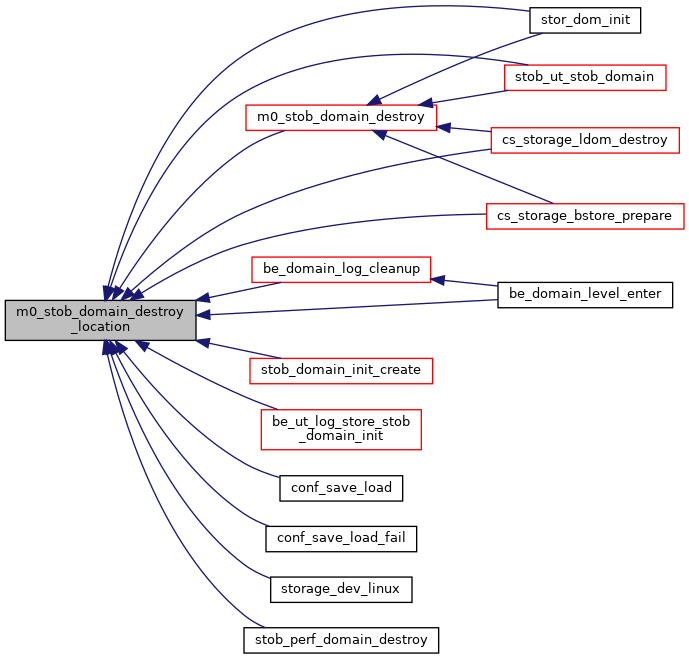 stor_dom_init
stob_ut_stob_domain
m0_stob_domain_destroy
cs_storage_ldom_destroy
cs_storage_bstore_prepare
be_domain_log_cleanup
be_domain_level_enter
m0_stob_domain_destroy
_location
stob_domain_init_create
be_ut_log_store_stob
_domain_init
conf_save_load
conf_save_load_fail
storage_dev_linux
stob_perf_domain_destroy